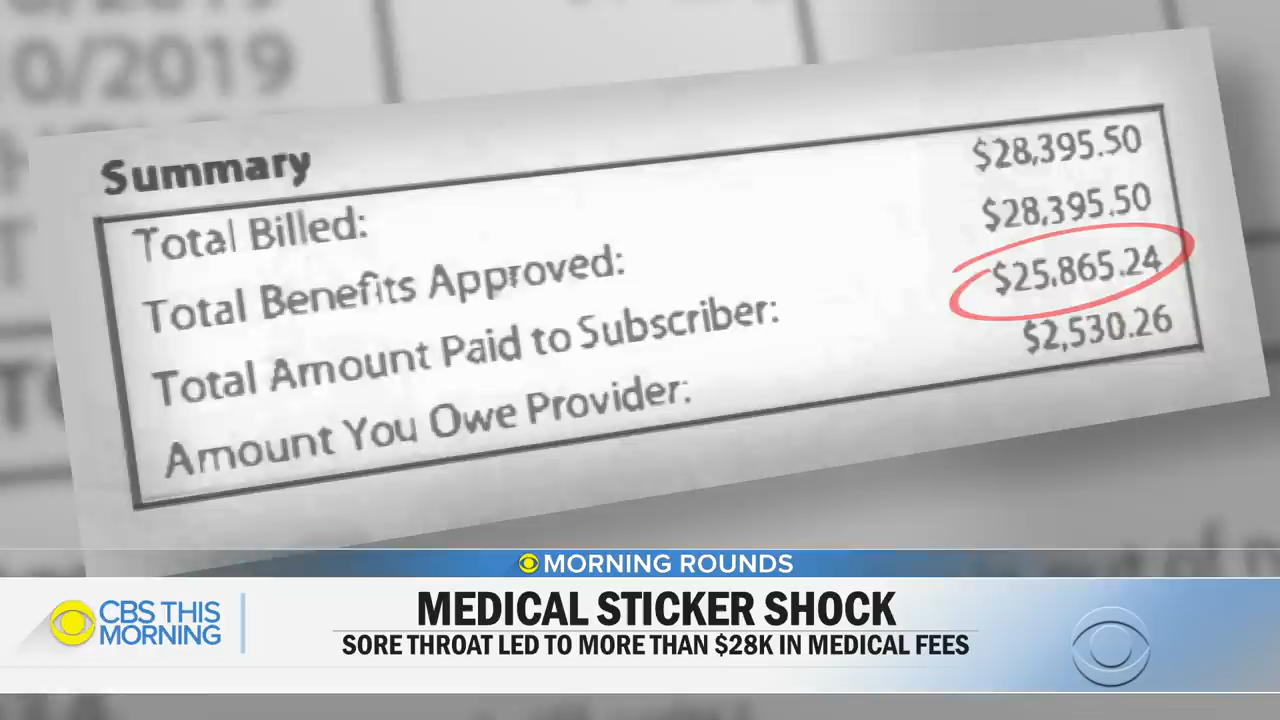 0/2019
Summary
Total Billed: $28,395.50
Total Benefits Approved: $28,395.50
Total Amount Paid to Subscriber: $25,865.24
Amount You Owe Provider: $2,530.26
MORNING ROUNDS
CBS THIS MORNING
MEDICAL STICKER SHOCK
SORE THROAT LED TO MORE THAN $28K IN MEDICAL FEES